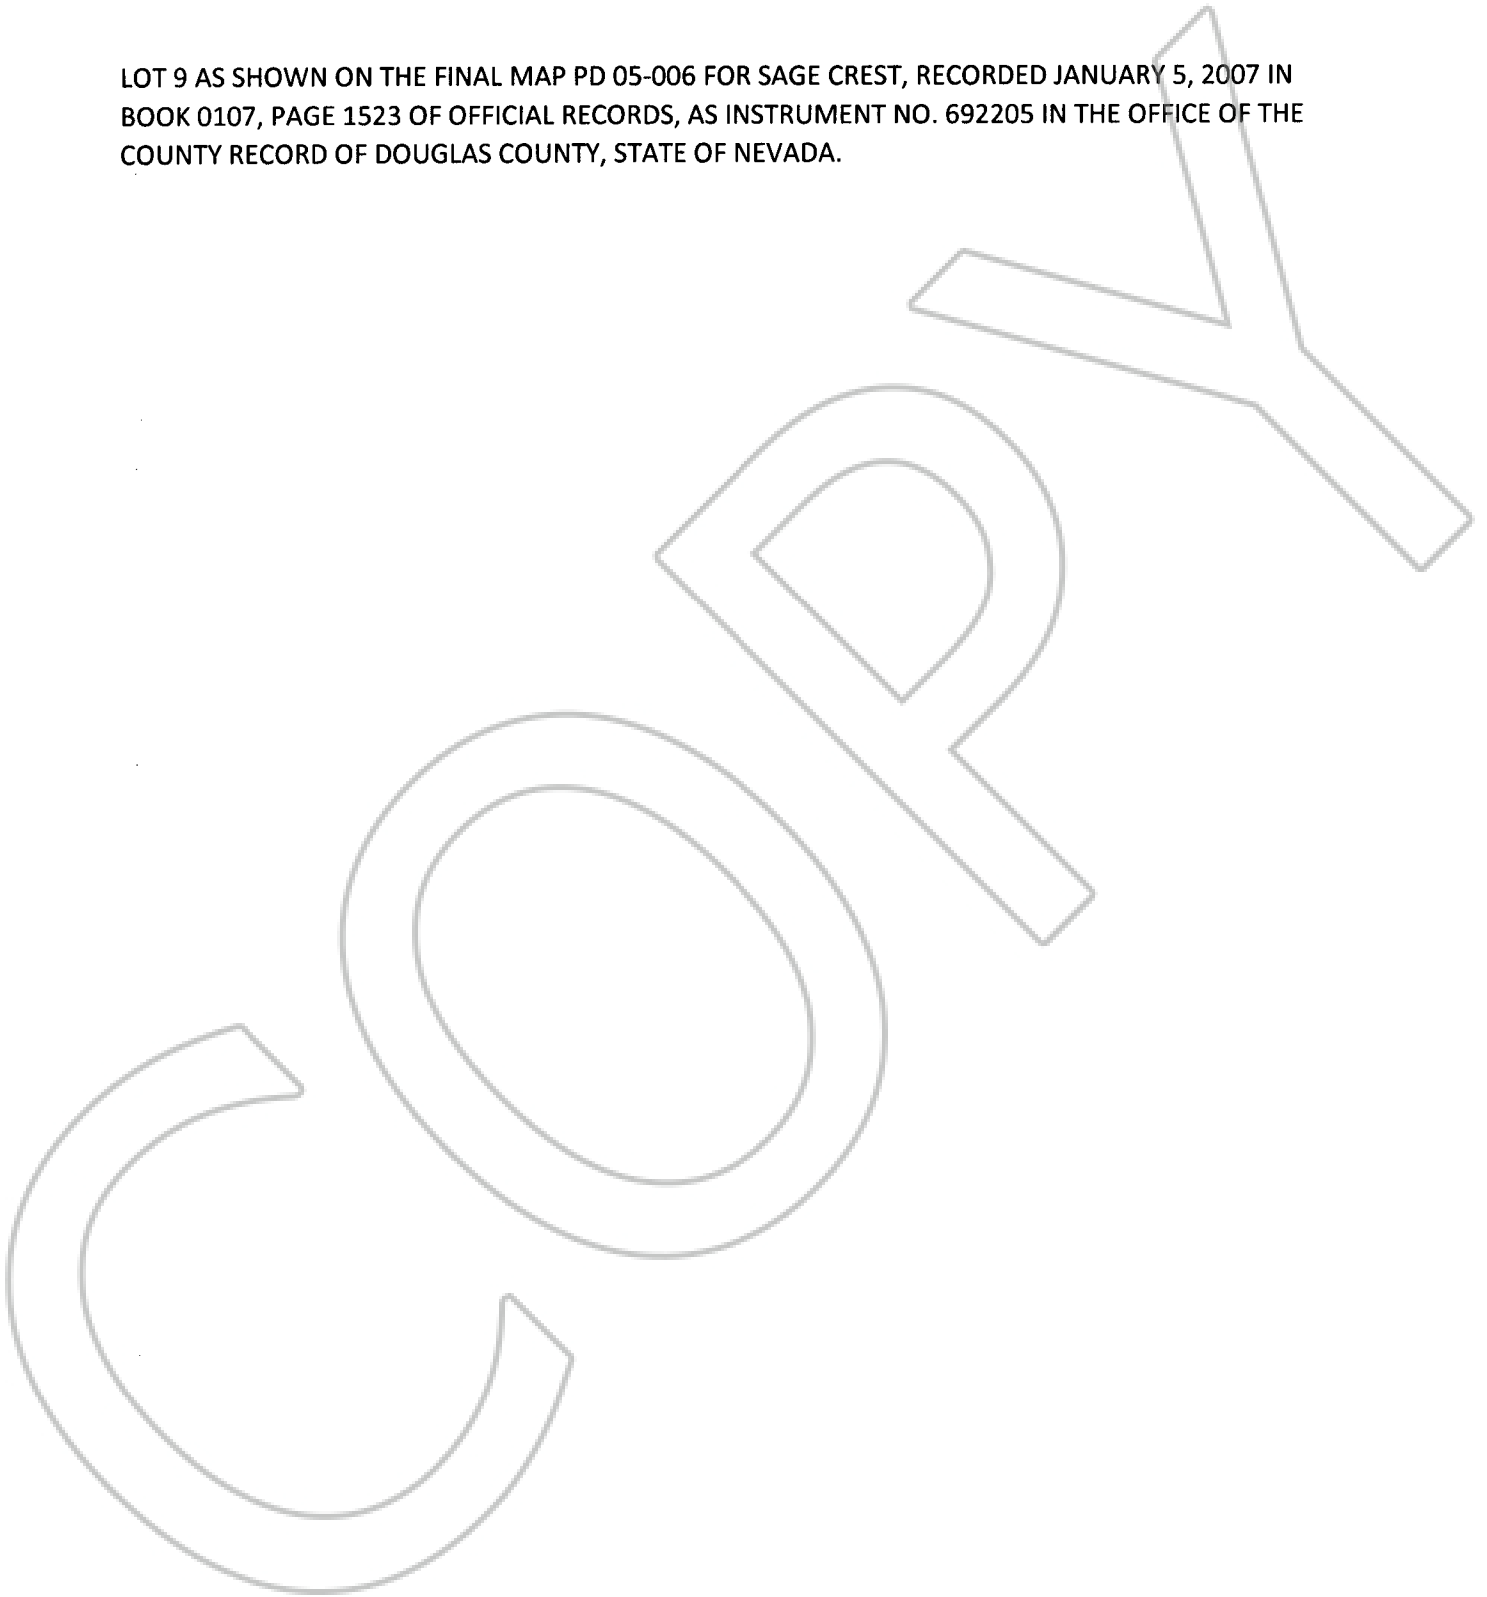 LOT 9 AS SHOWN ON THE FINAL MAP PD 05-006 FOR SAGE CREST, RECORDED JANUARY 5, 2007 IN
BOOK 0107, PAGE 1523 OF OFFICIAL RECORDS, AS INSTRUMENT NO. 692205 IN THE OFFICE OF THE
COUNTY RECORD OF DOUGLAS COUNTY, STATE OF NEVADA.
COPY